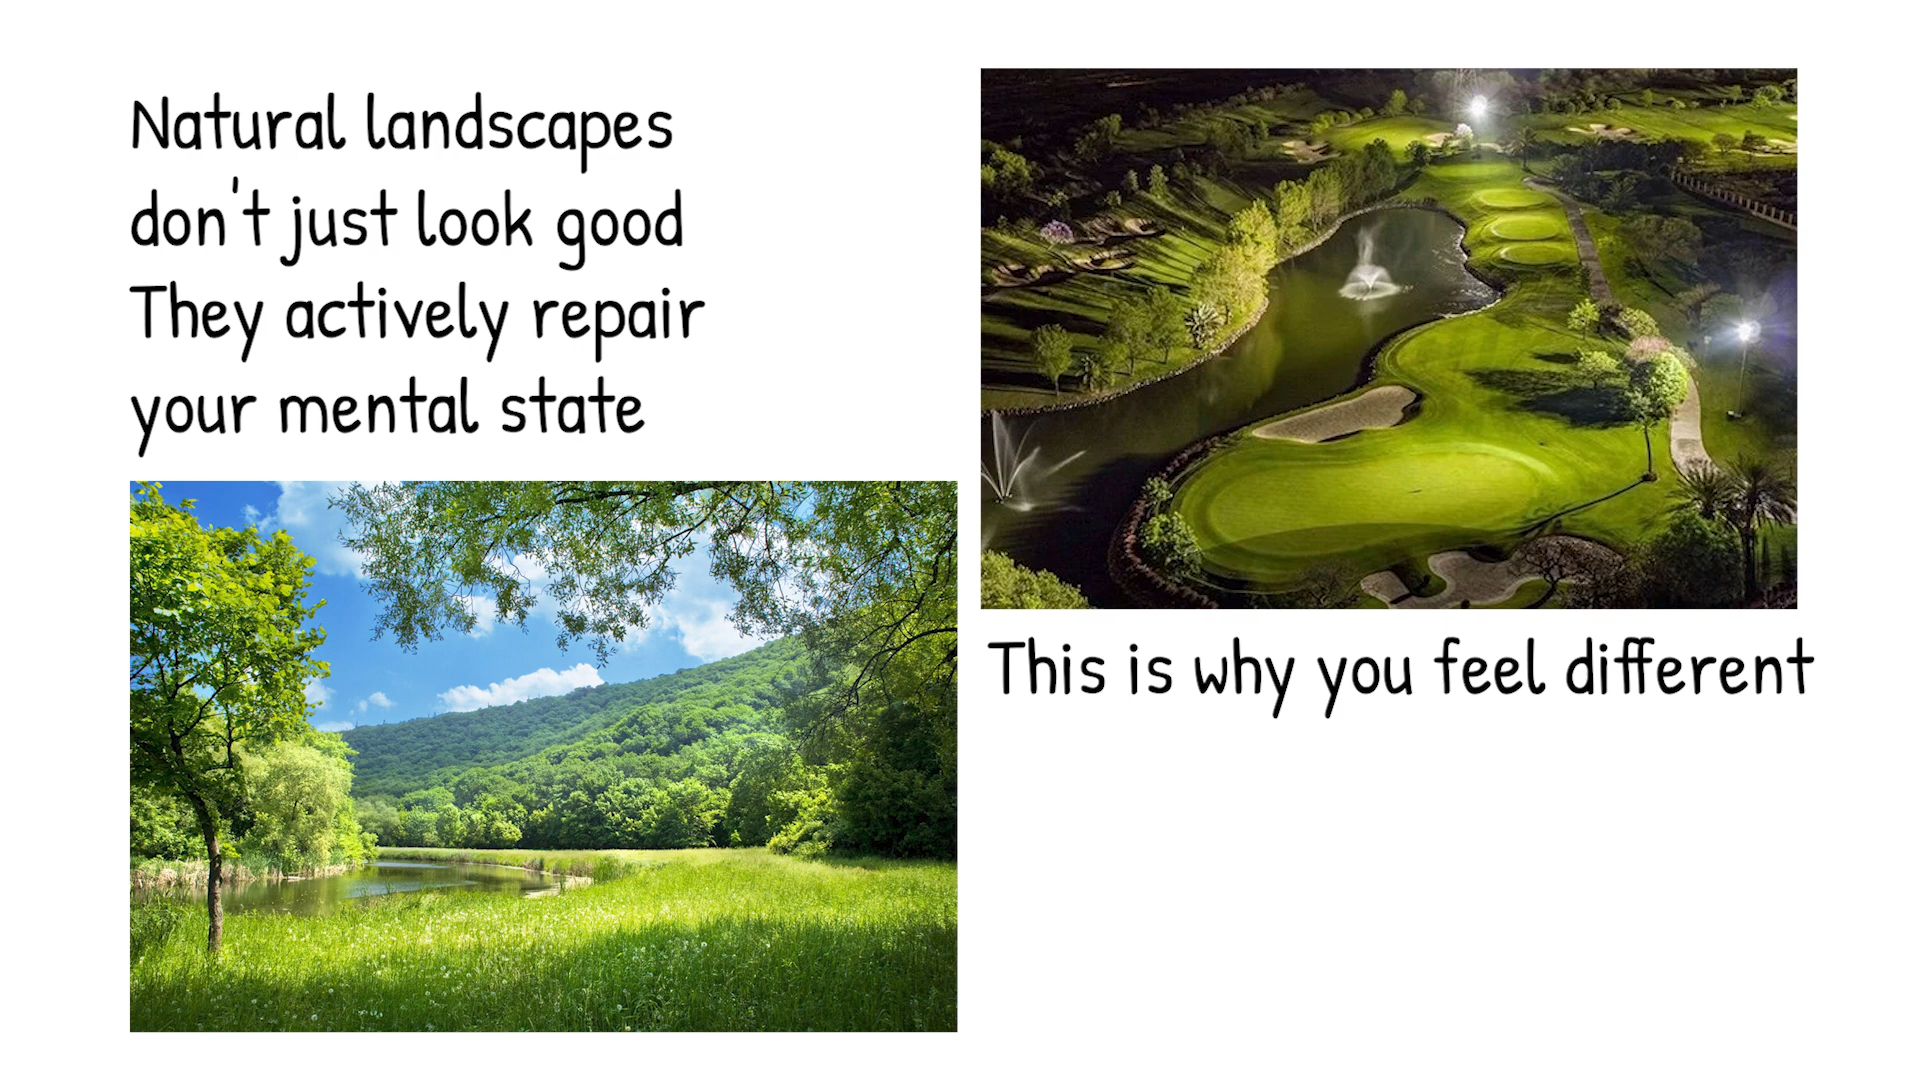 Natural landscapes
don't just look good
They actively repair
your mental state
This is why you feel different